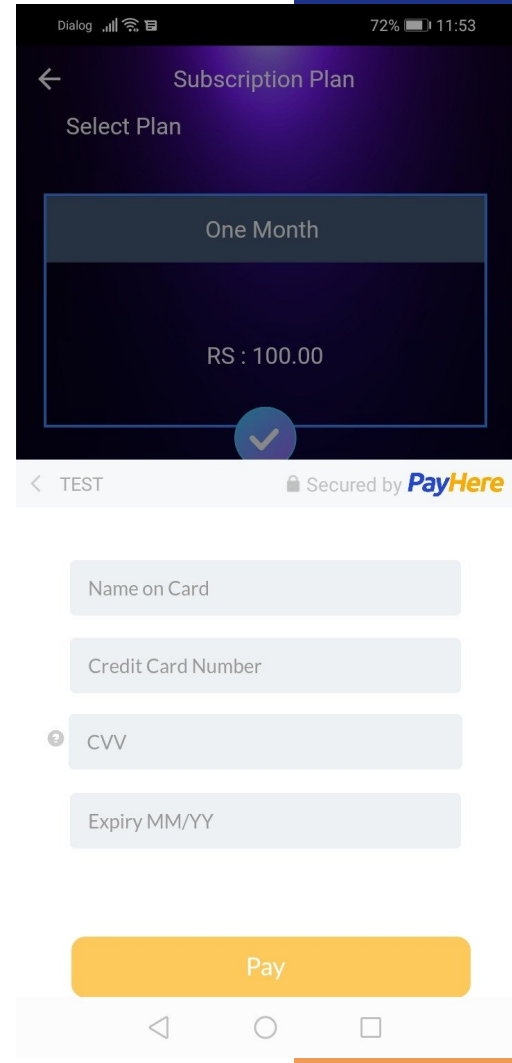 Dialog 72% 11:53
Subscription Plan
Select Plan
One Month
RS : 100.00
TEST Secured by PayHere
Name on Card
Credit Card Number
? CVV
Expiry MM/YY
Pay